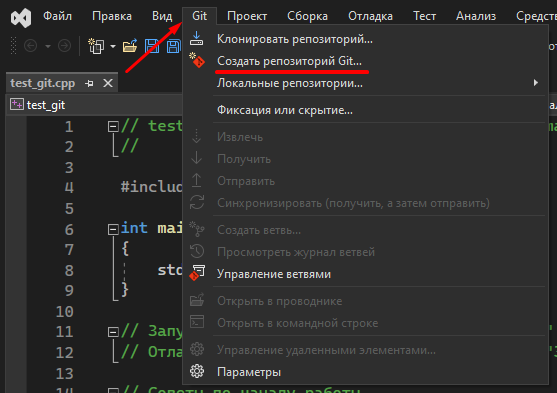 Файл Правка Вид Git Проект Сборка Отладка Тест Анализ
Клонировать репозиторий...
Создать репозиторий Git...
Локальные репозитории...
Фиксация или скрытие...
Извлечь
Получить
Отправить
Синхронизировать (получить, а затем отправить)
Создать ветвь...
Просмотреть журнал ветвей
Управление ветвями
Открыть в проводнике
Открыть в командной строке
Управление удаленными элементами...
Параметры
test_git.cpp
test_git
1 // test
2 //
3
4 #includ
5
6 int mai
7 {
8 std
9 }
10
11 // Запу
12 // Отла
13
14 // Советы по началу работы